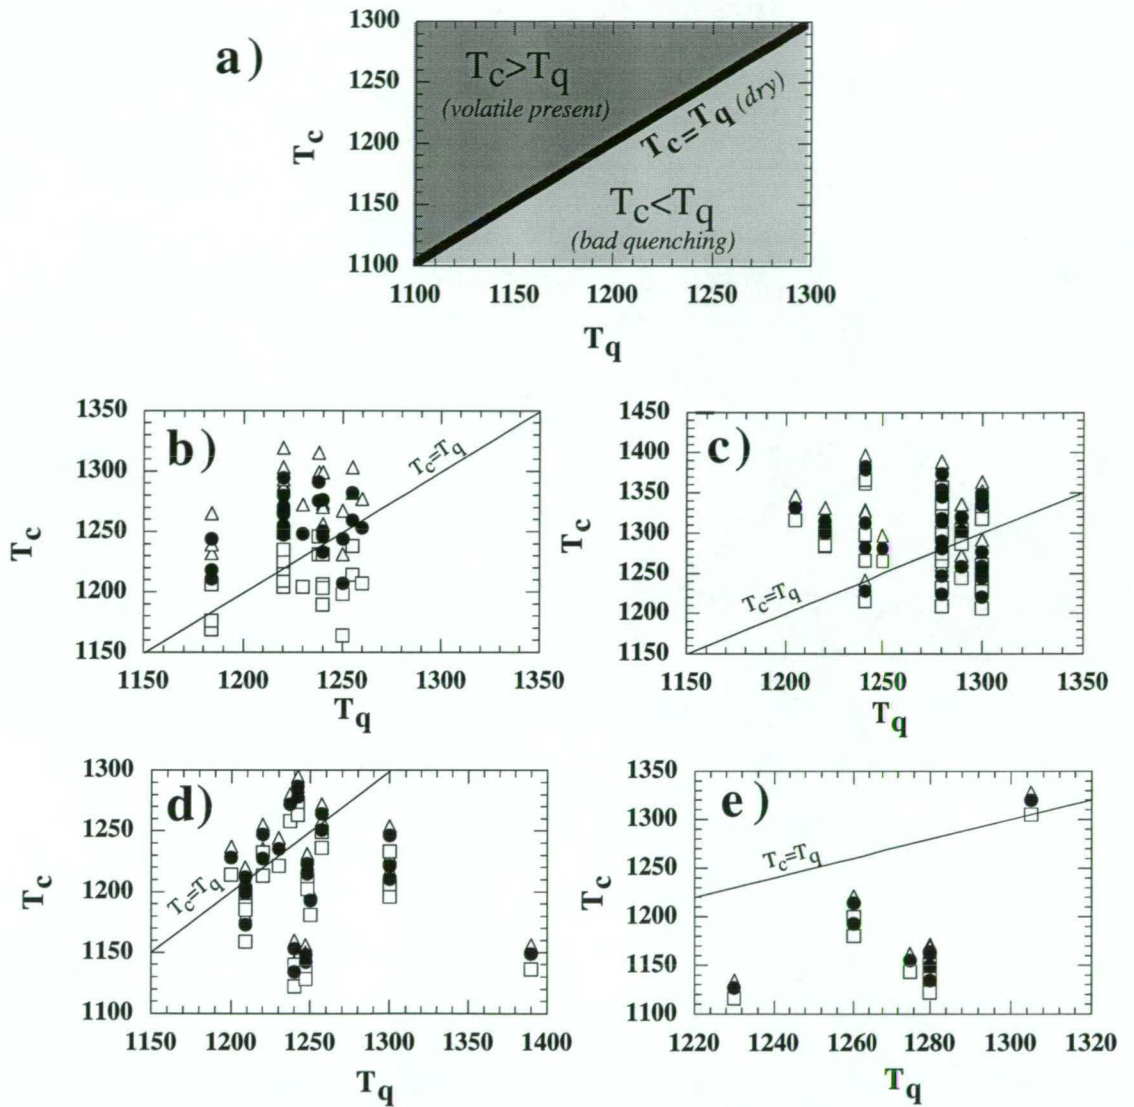 a)
1300
1250
1200
1150
1100
Tc
Tc>Tq
(volatile present)
Tc=Tq (dry)
Tc<Tq
(bad quenching)
1100 1150 1200 1250 1300
Tq
b)
1350
1300
1250
1200
1150
Tc
Tc=Tq
1150 1200 1250 1300 1350
Tq
c)
1450
1400
1350
1300
1250
1200
1150
Tc
Tc=Tq
1150 1200 1250 1300 1350
Tq
d)
1300
1250
1200
1150
1100
Tc
Tc=Tq
1150 1200 1250 1300 1350 1400
Tq
e)
1350
1300
1250
1200
1150
1100
Tc
Tc=Tq
1220 1240 1260 1280 1300 1320
Tq